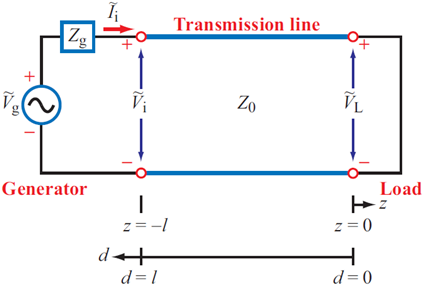 Ĩi
Transmission line
Zg
+
+
+
+
Ṽg
Ṽi
Z0
ṼL
−
−
−
Generator
Load
z
z = −l
z = 0
d
d = l
d = 0